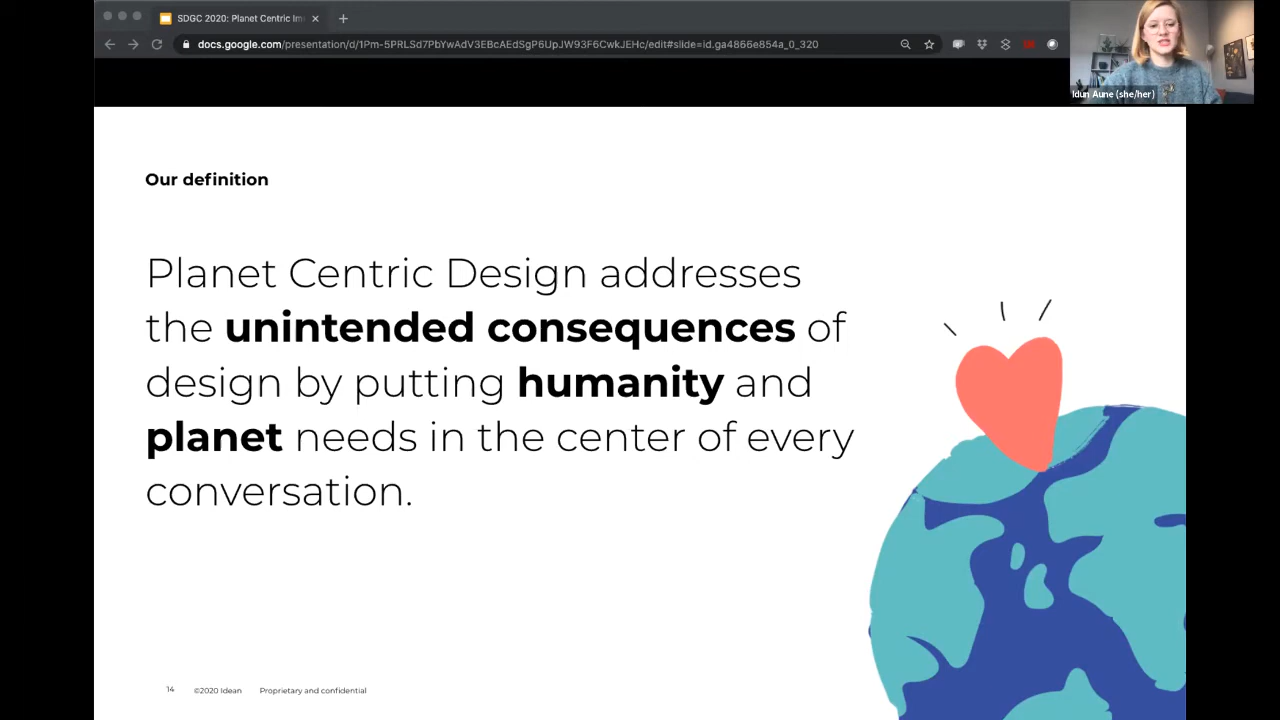 SDGC 2020: Planet Centric Im
docs.google.com/presentation/d/1Pm-5PRLSd7PbYwAdV3EBcAEdSgP6UpJW93F6CwkJEHc/edit#slide=id.ga4866e854a_0_320
Idun Aune (she/her)
Our definition
Planet Centric Design addresses
the unintended consequences of
design by putting humanity and
planet needs in the center of every
conversation.
14 ©2020 Idean Proprietary and confidential